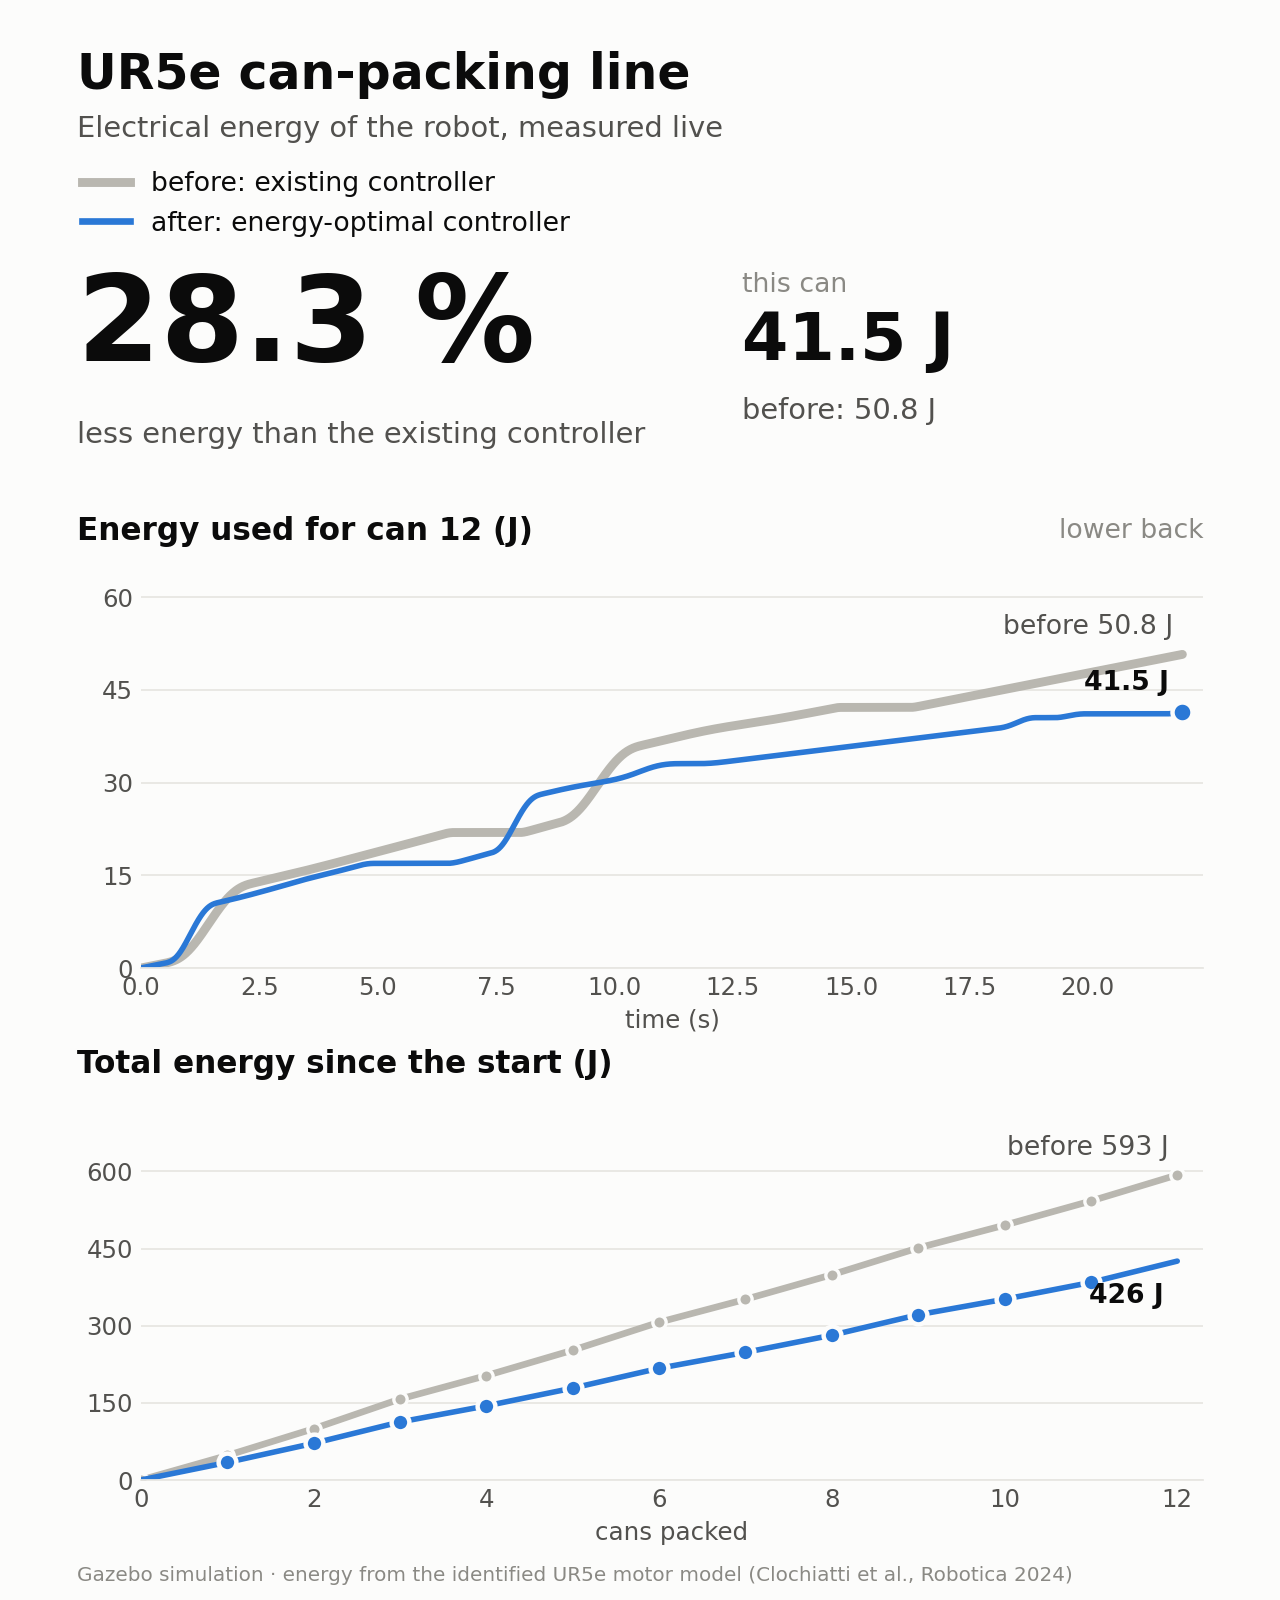 UR5e can-packing line
Electrical energy of the robot, measured live
before: existing controller
after: energy-optimal controller
28.3 %
less energy than the existing controller
this can
41.5 J
before: 50.8 J
Energy used for can 12 (J)
lower back
60
45
30
15
0
before 50.8 J
41.5 J
0.0 2.5 5.0 7.5 10.0 12.5 15.0 17.5 20.0
time (s)
Total energy since the start (J)
600
450
300
150
0
before 593 J
426 J
0 2 4 6 8 10 12
cans packed
Gazebo simulation · energy from the identified UR5e motor model (Clochiatti et al., Robotica 2024)